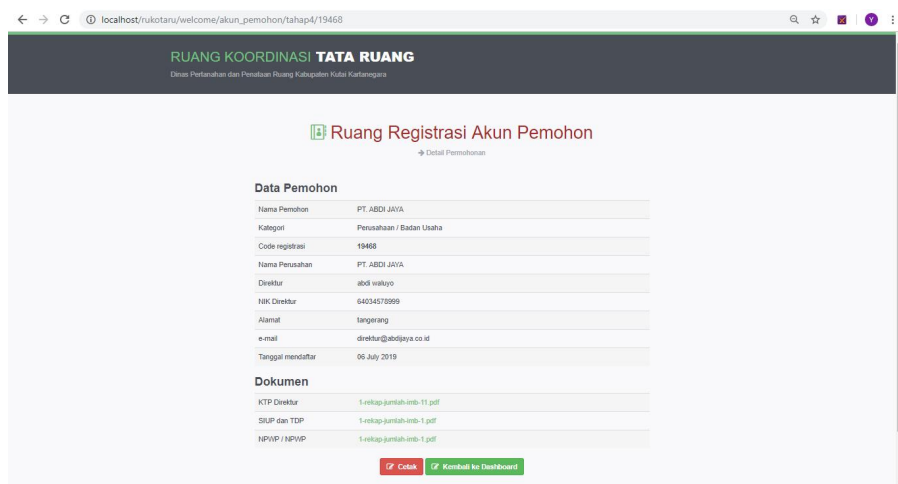 localhost/rukotaru/welcome/akun_pemohon/tahap4/19468
Y
RUANG KOORDINASI TATA RUANG
Dinas Pertanahan dan Penataan Ruang Kabupaten Kutai Kartanegara
Ruang Registrasi Akun Pemohon
Detail Permohonan
Data Pemohon
Nama Pemohon PT. ABDI JAYA
Kategori Perusahaan / Badan Usaha
Code registrasi 19468
Nama Perusahan PT. ABDI JAYA
Direktur abdi waluyo
NIK Direktur 64034578999
Alamat tangerang
e-mail direktur@abdijaya.co.id
Tanggal mendaftar 06 July 2019
Dokumen
KTP Direktur 1-rekap-jumlah-imb-11.pdf
SIUP dan TDP 1-rekap-jumlah-imb-1.pdf
NPWP / NPWP 1-rekap-jumlah-imb-1.pdf
Cetak Kembali ke Dashboard